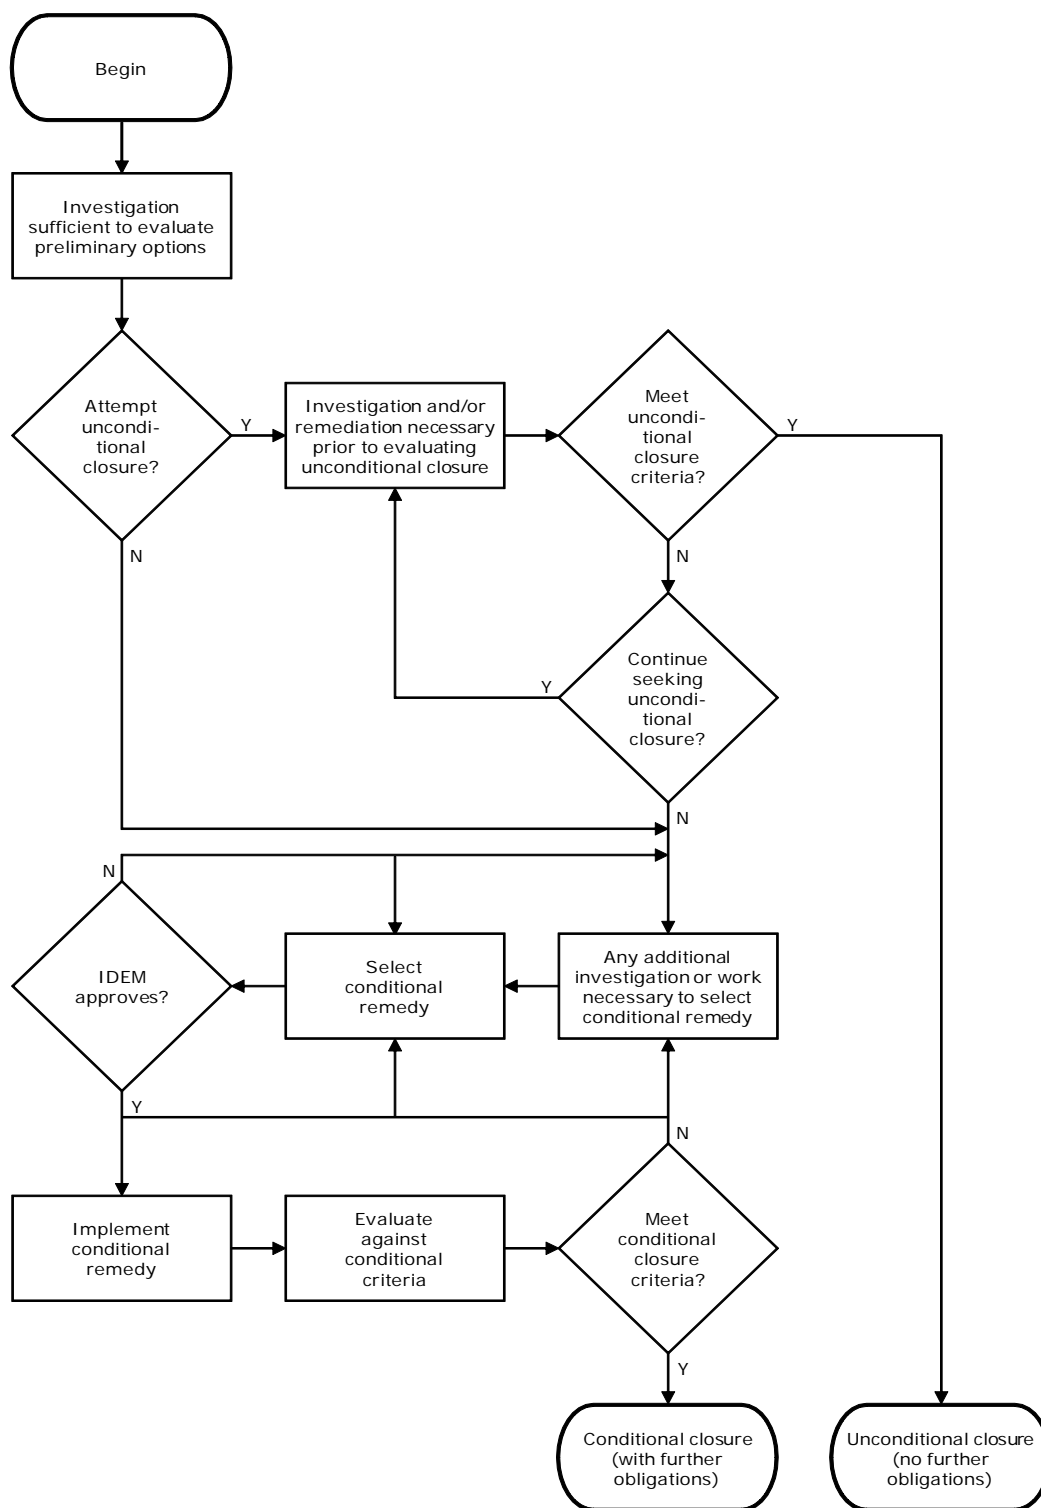 Begin
Investigation
sufficient to evaluate
preliminary options
Attempt
uncondi-
tional
closure?
Y
N
Investigation and/or
remediation necessary
prior to evaluating
unconditional closure
Meet
uncondi-
tional
closure
criteria?
Y
N
Continue
seeking
uncondi-
tional
closure?
Y
N
N
IDEM
approves?
Y
Select
conditional
remedy
Any additional
investigation or work
necessary to select
conditional remedy
N
Implement
conditional
remedy
Evaluate
against
conditional
criteria
Meet
conditional
closure
criteria?
Y
Conditional closure
(with further
obligations)
Unconditional closure
(no further
obligations)